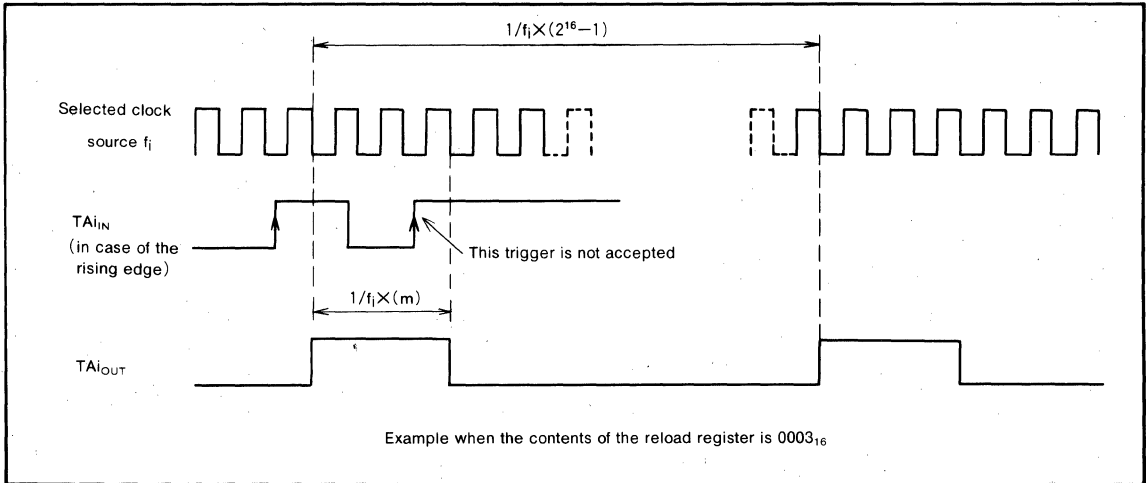 1/fᵢ×(2¹⁶−1)
Selected clock
source fᵢ
TAiIN
(in case of the
rising edge)
This trigger is not accepted
1/fᵢ×(m)
TAiOUT
Example when the contents of the reload register is 0003₁₆